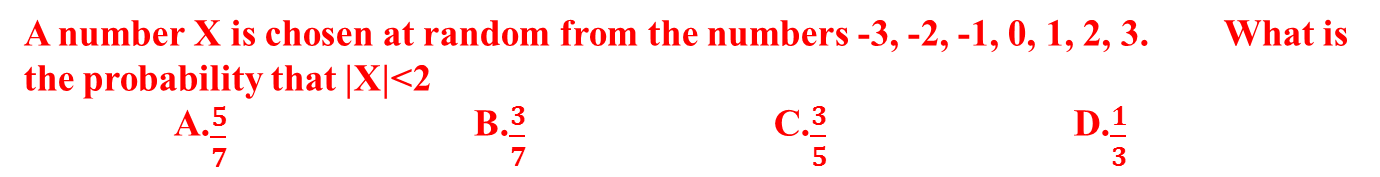 A number X is chosen at random from the numbers -3, -2, -1, 0, 1, 2, 3. What is
the probability that |X|<2
A. 5/7 B. 3/7 C. 3/5 D. 1/3